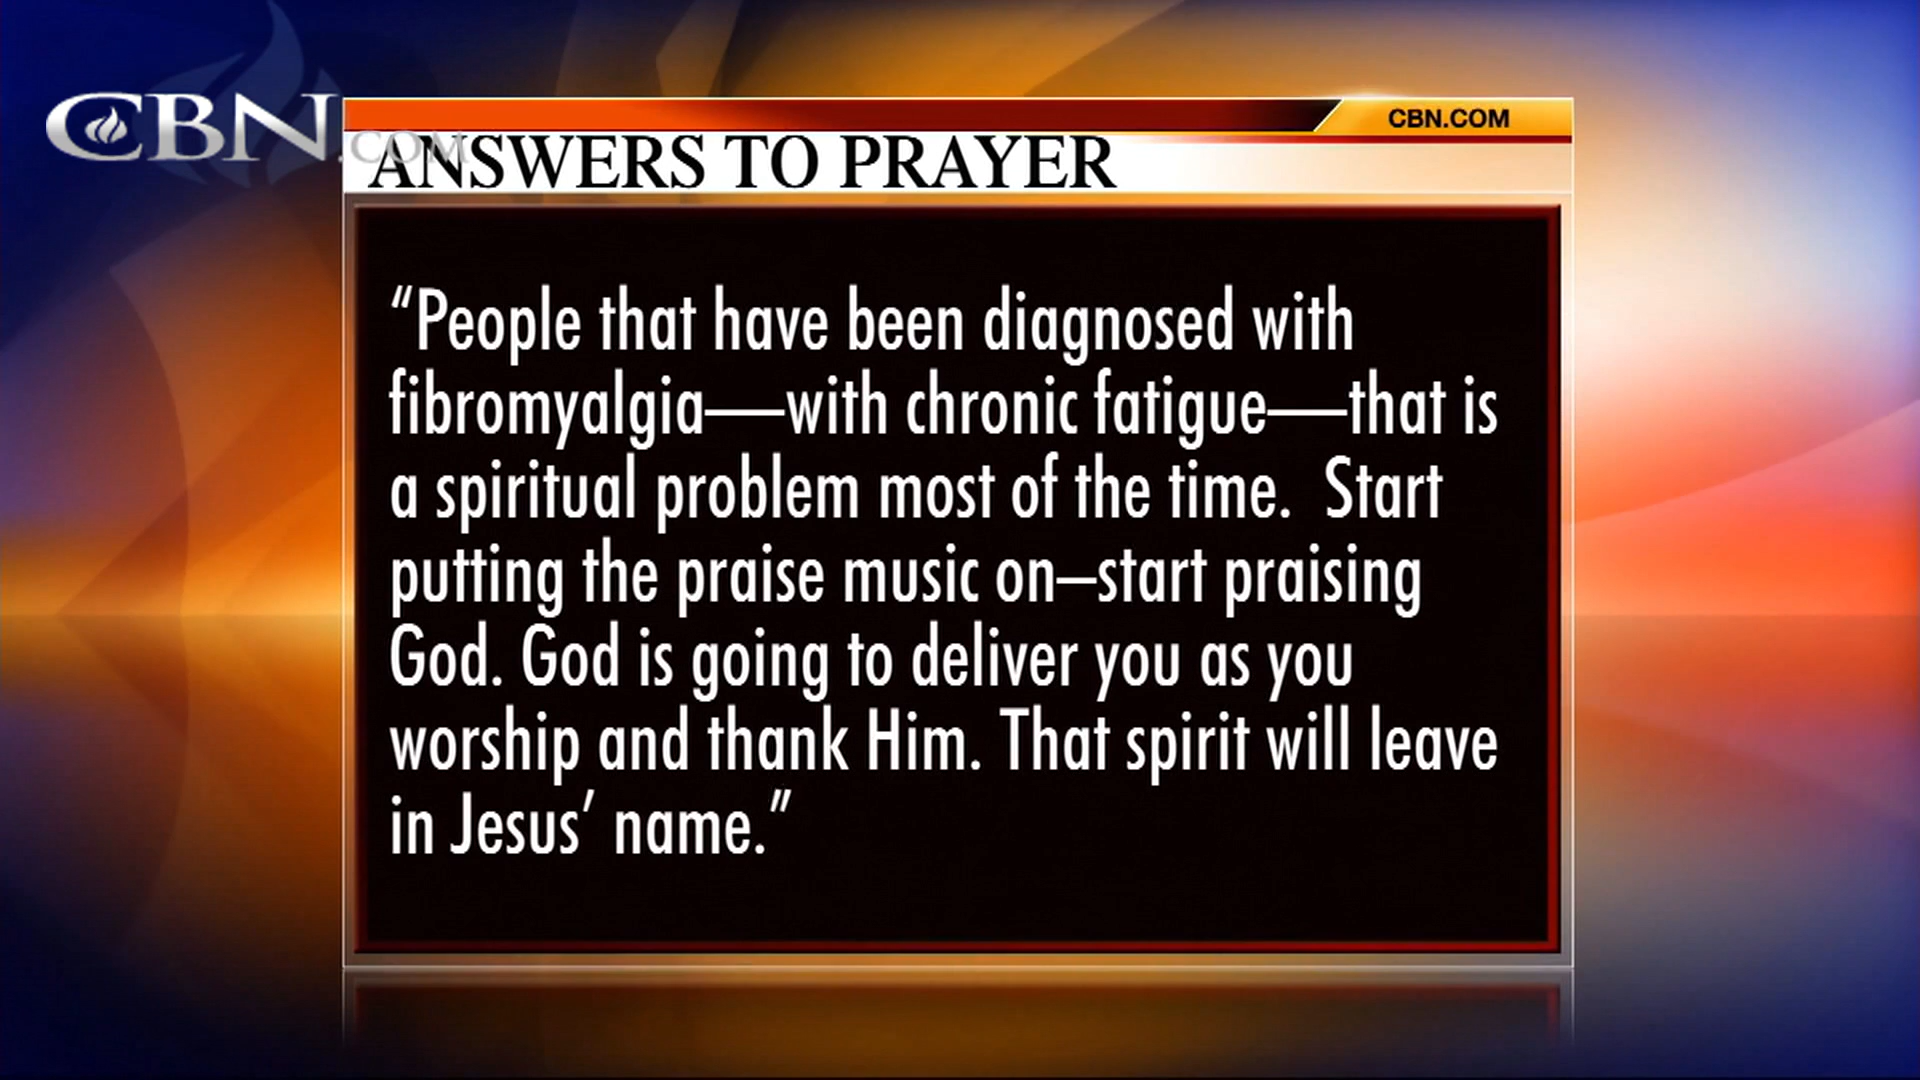 CBN.COM
CBN.COM
ANSWERS TO PRAYER
“People that have been diagnosed with
fibromyalgia—–with chronic fatigue—–that is
a spiritual problem most of the time.  Start
putting the praise music on–start praising
God. God is going to deliver you as you
worship and thank Him. That spirit will leave
in Jesus’ name.”